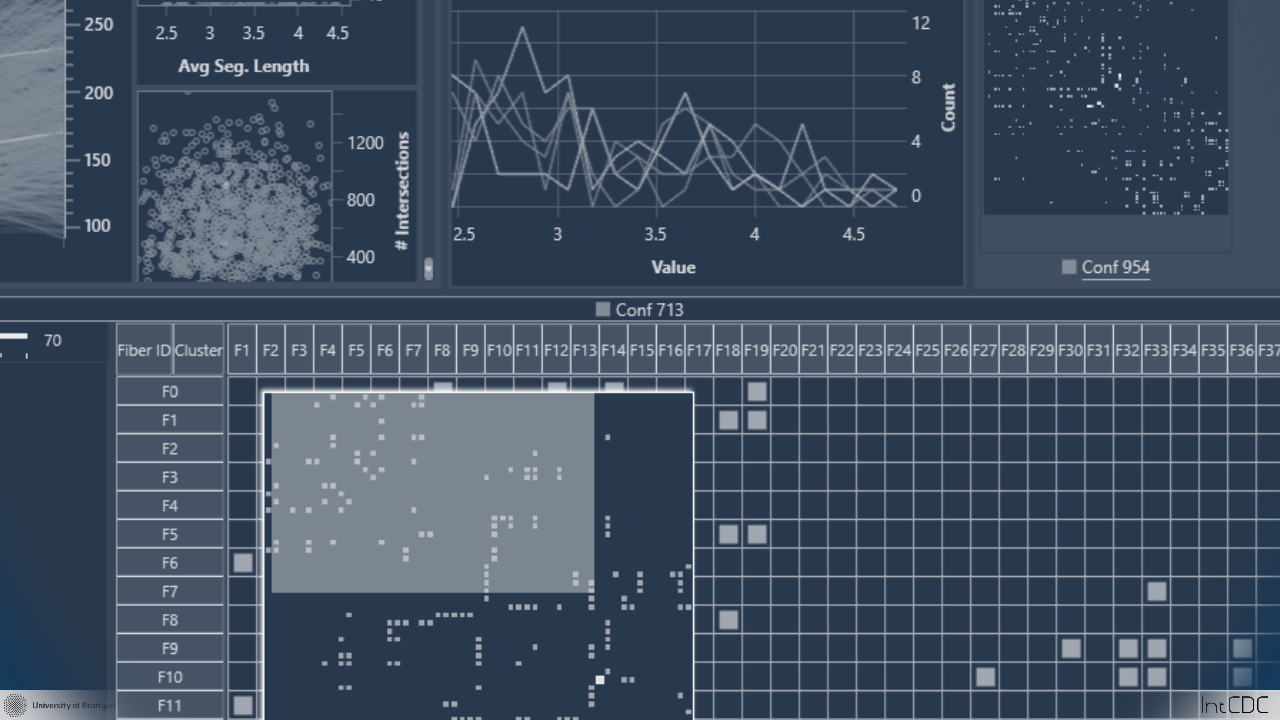 250
200
150
100
2.5 3 3.5 4 4.5
Avg Seg. Length
1200
800
400
# Intersections
12
8
4
0
Count
2.5 3 3.5 4 4.5
Value
Conf 954
Conf 713
70
Fiber ID Cluster F1 F2 F3 F4 F5 F6 F7 F8 F9 F10 F11 F12 F13 F14 F15 F16 F17 F18 F19 F20 F21 F22 F23 F24 F25 F26 F27 F28 F29 F30 F31 F32 F33 F34 F35 F36 F37
F0
F1
F2
F3
F4
F5
F6
F7
F8
F9
F10
F11
University of Stuttgart
IntCDC